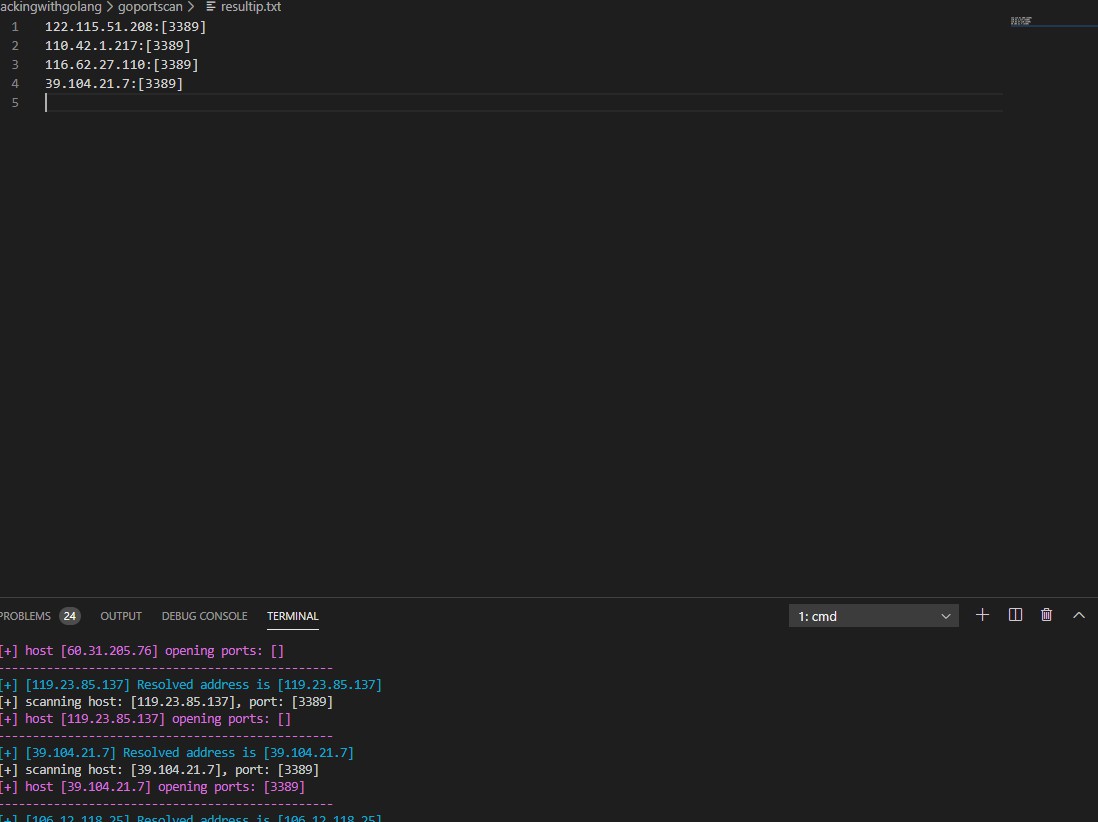 ackingwithgolang > goportscan > resultip.txt
1 122.115.51.208:[3389]
2 110.42.1.217:[3389]
3 116.62.27.110:[3389]
4 39.104.21.7:[3389]
5
PROBLEMS 24 OUTPUT DEBUG CONSOLE TERMINAL 1: cmd
[+] host [60.31.205.76] opening ports: []
------------------------------------------------
[+] [119.23.85.137] Resolved address is [119.23.85.137]
[+] scanning host: [119.23.85.137], port: [3389]
[+] host [119.23.85.137] opening ports: []
------------------------------------------------
[+] [39.104.21.7] Resolved address is [39.104.21.7]
[+] scanning host: [39.104.21.7], port: [3389]
[+] host [39.104.21.7] opening ports: [3389]
------------------------------------------------
[+] [106.12.118.25] Resolved address is [106.12.118.25]